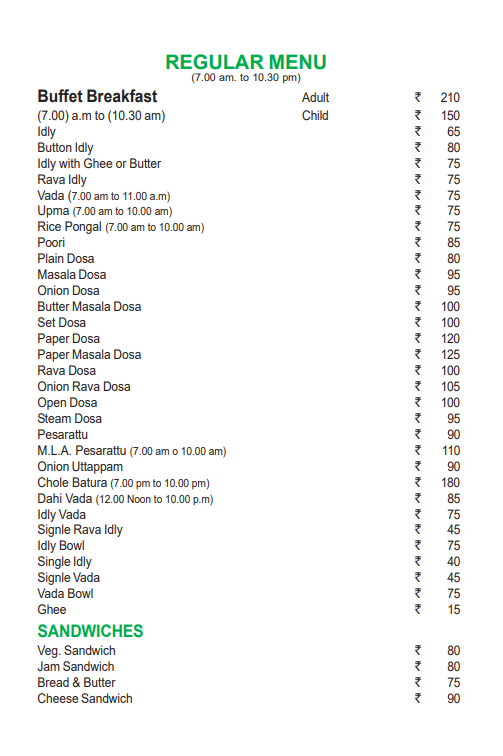 REGULAR MENU
(7.00 am. to 10.30 pm)
Buffet Breakfast Adult ₹ 210
(7.00) a.m to (10.30 am) Child ₹ 150
Idly ₹ 65
Button Idly ₹ 80
Idly with Ghee or Butter ₹ 75
Rava Idly ₹ 75
Vada (7.00 am to 11.00 a.m) ₹ 75
Upma (7.00 am to 10.00 am) ₹ 75
Rice Pongal (7.00 am to 10.00 am) ₹ 75
Poori ₹ 85
Plain Dosa ₹ 80
Masala Dosa ₹ 95
Onion Dosa ₹ 95
Butter Masala Dosa ₹ 100
Set Dosa ₹ 100
Paper Dosa ₹ 120
Paper Masala Dosa ₹ 125
Rava Dosa ₹ 100
Onion Rava Dosa ₹ 105
Open Dosa ₹ 100
Steam Dosa ₹ 95
Pesarattu ₹ 90
M.L.A. Pesarattu (7.00 am o 10.00 am) ₹ 110
Onion Uttappam ₹ 90
Chole Batura (7.00 pm to 10.00 pm) ₹ 180
Dahi Vada (12.00 Noon to 10.00 p.m) ₹ 85
Idly Vada ₹ 75
Signle Rava Idly ₹ 45
Idly Bowl ₹ 75
Single Idly ₹ 40
Signle Vada ₹ 45
Vada Bowl ₹ 75
Ghee ₹ 15
SANDWICHES
Veg. Sandwich ₹ 80
Jam Sandwich ₹ 80
Bread & Butter ₹ 75
Cheese Sandwich ₹ 90